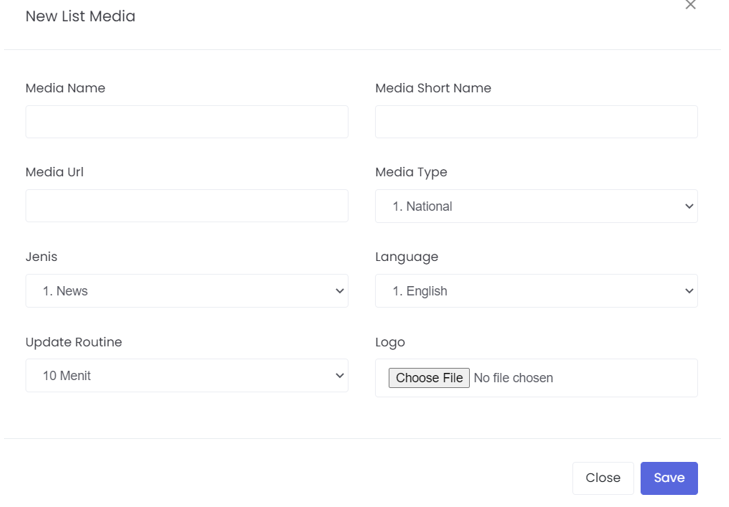 New List Media
Media Name
Media Short Name
Media Url
Media Type
1. National
Jenis
Language
1. News
1. English
Update Routine
Logo
10 Menit
Choose File No file chosen
Close
Save